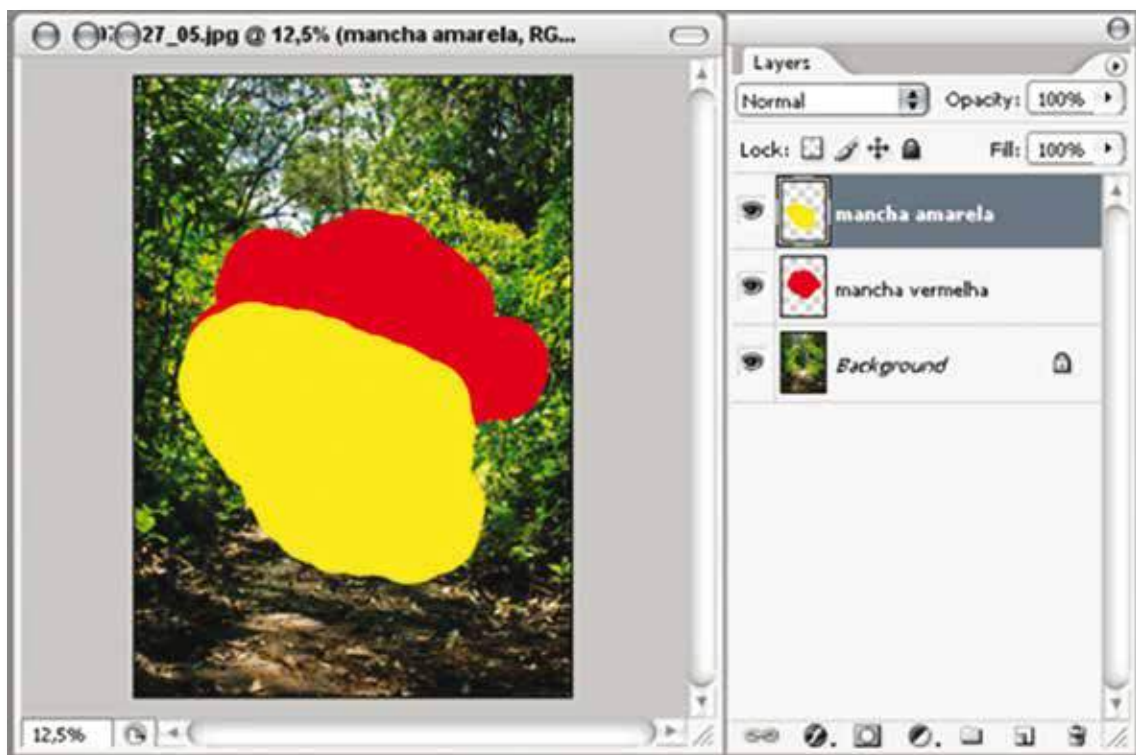 27_05.jpg @ 12,5% (mancha amarela, RG...
Layers
Normal Opacity: 100%
Lock: Fill: 100%
mancha amarela
mancha vermelha
Background
12,5%